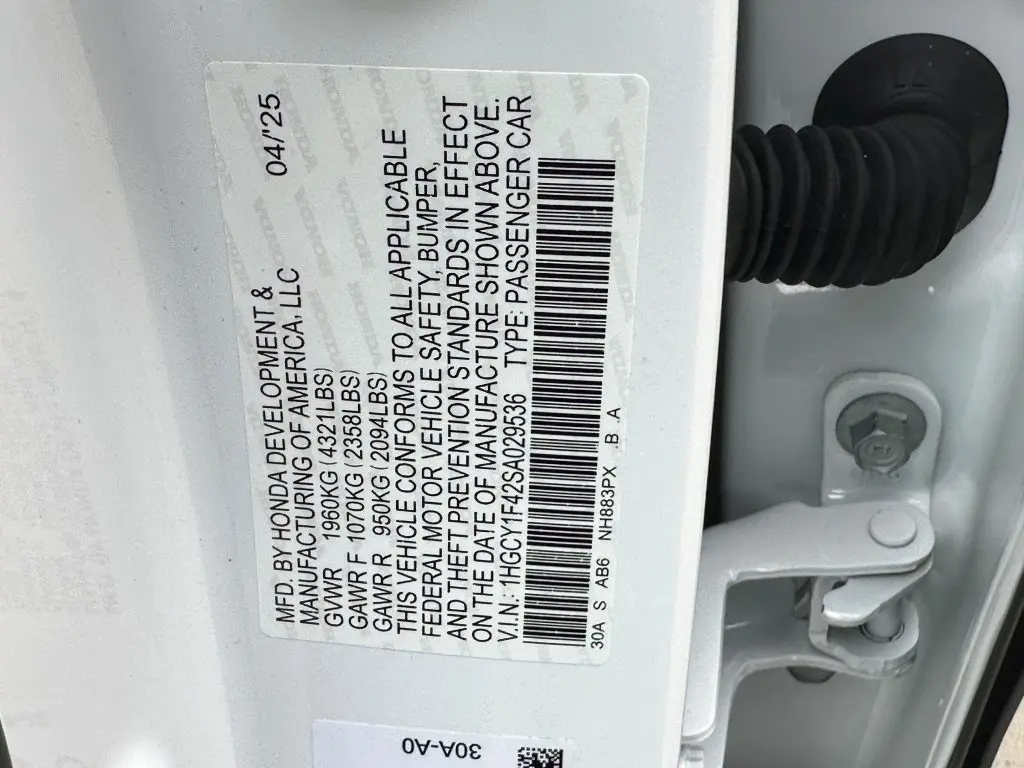 MFD. BY HONDA DEVELOPMENT & 04/'25
MANUFACTURING OF AMERICA, LLC
GVWR 1960KG (4321LBS)
GAWR F 1070KG (2358LBS)
GAWR R 950KG (2094LBS)
THIS VEHICLE CONFORMS TO ALL APPLICABLE
FEDERAL MOTOR VEHICLE SAFETY, BUMPER,
AND THEFT PREVENTION STANDARDS IN EFFECT
ON THE DATE OF MANUFACTURE SHOWN ABOVE.
V.I.N.: 1HGCY1F42SA029536 TYPE: PASSENGER CAR
30A S AB6 NH883PX .B .A
30A-A0